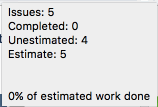 Issues: 5
Completed: 0
Unestimated: 4
Estimate: 5
0% of estimated work done